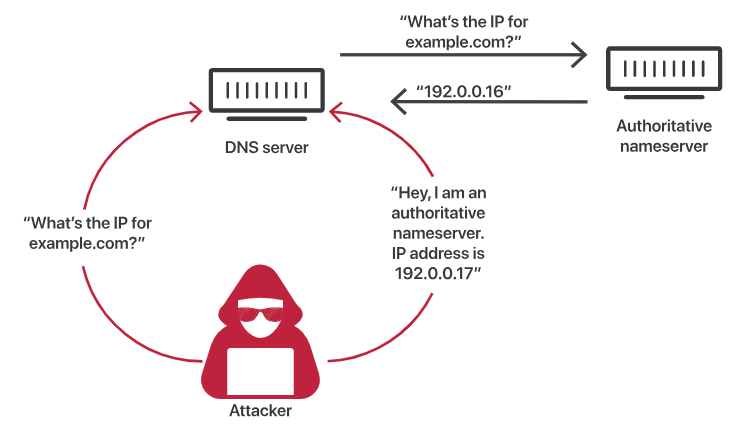 “What’s the IP for
example.com?”
“192.0.0.16”
Authoritative
nameserver
DNS server
“What’s the IP for
example.com?”
“Hey, I am an
authoritative
nameserver.
IP address is
192.0.0.17”
Attacker